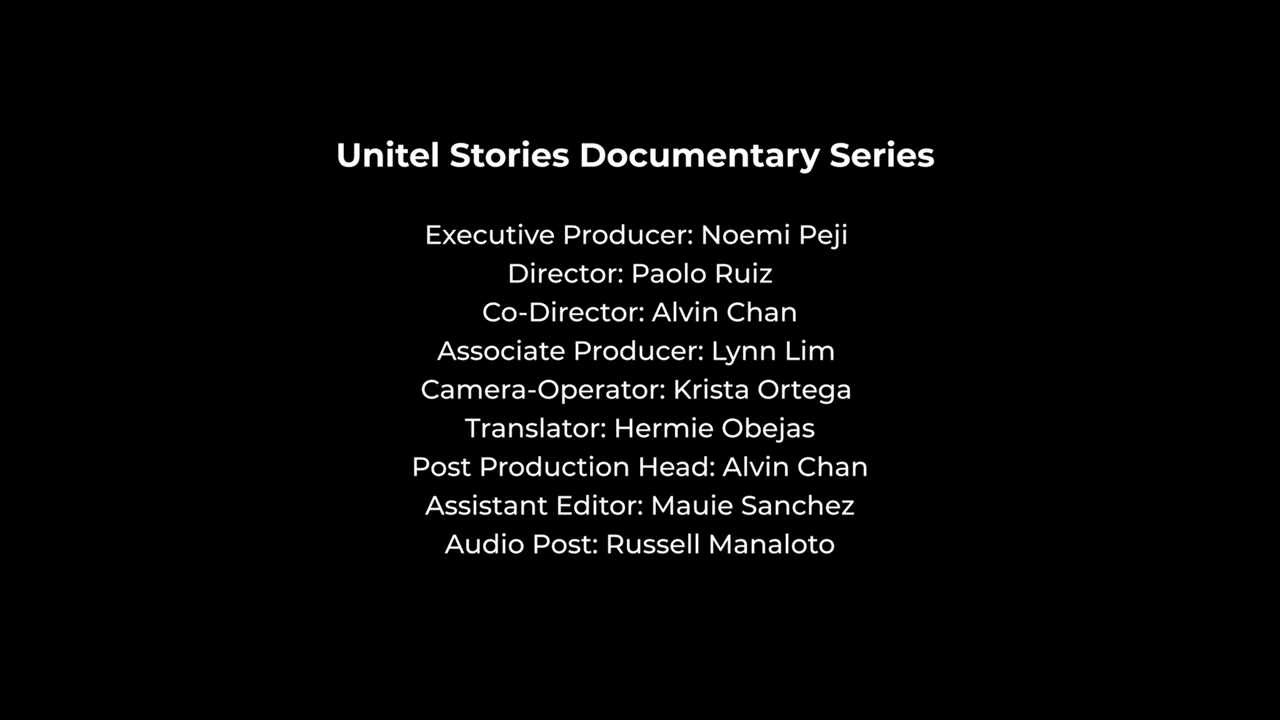 Unitel Stories Documentary Series
Executive Producer: Noemi Peji
Director: Paolo Ruiz
Co-Director: Alvin Chan
Associate Producer: Lynn Lim
Camera-Operator: Krista Ortega
Translator: Hermie Obejas
Post Production Head: Alvin Chan
Assistant Editor: Mauie Sanchez
Audio Post: Russell Manaloto